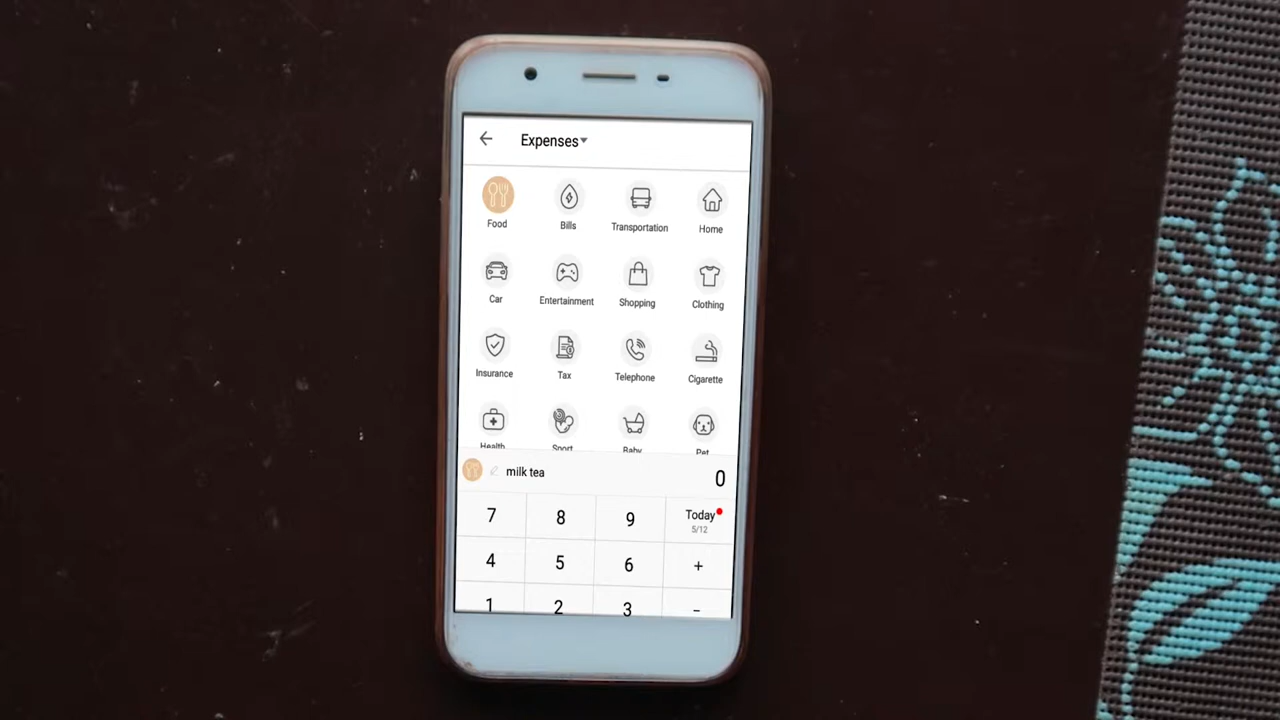 Expenses
Food Bills Transportation Home
Car Entertainment Shopping Clothing
Insurance Tax Telephone Cigarette
Health Sport Baby Pet
milk tea 0
7 8 9 Today
5/12
4 5 6 +
1 2 3 -